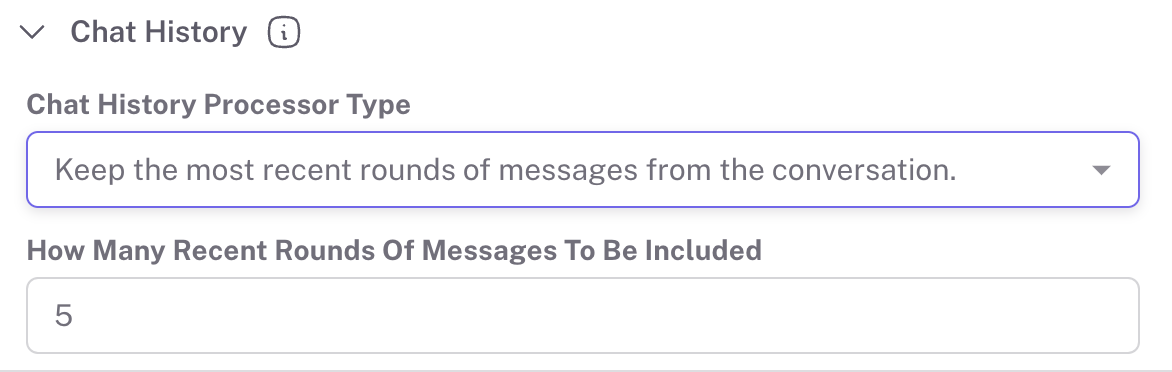 Chat History
Chat History Processor Type
Keep the most recent rounds of messages from the conversation.
How Many Recent Rounds Of Messages To Be Included
5